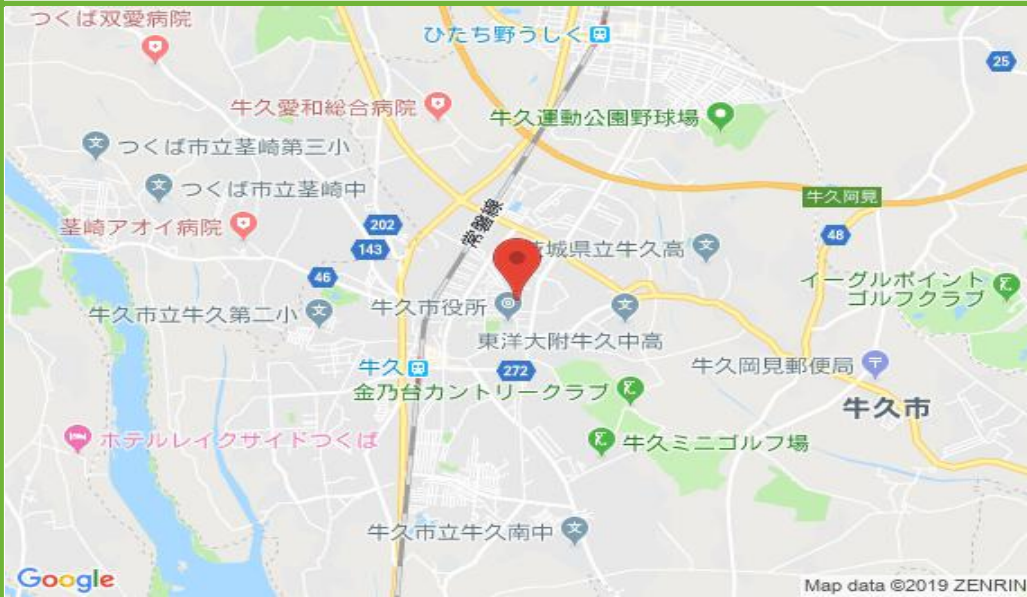 つくば双愛病院
ひたち野うしく
25
牛久愛和総合病院
牛久運動公園野球場
つくば市立茎崎第三小
つくば市立茎崎中
牛久阿見
茎崎アオイ病院
202
常磐線
48
143
茨城県立牛久高
46
イーグルポイント
ゴルフクラブ
牛久市立牛久第二小
牛久市役所
東洋大附牛久中高
牛久
272
牛久岡見郵便局
金乃台カントリークラブ
牛久市
ホテルレイクサイドつくば
牛久ミニゴルフ場
牛久市立牛久南中
Google
Map data ©2019 ZENRIN